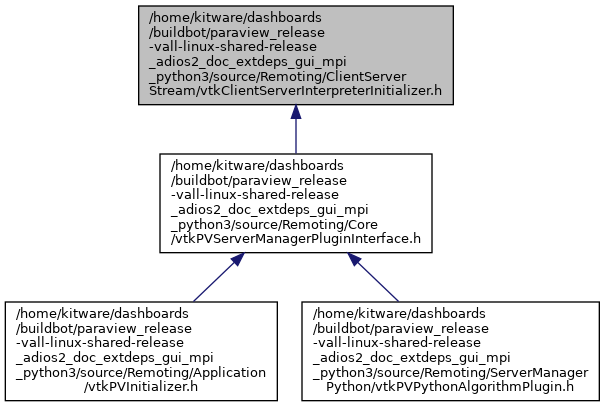 /home/kitware/dashboards
/buildbot/paraview_release
-vall-linux-shared-release
_adios2_doc_extdeps_gui_mpi
_python3/source/Remoting/ClientServer
Stream/vtkClientServerInterpreterInitializer.h
/home/kitware/dashboards
/buildbot/paraview_release
-vall-linux-shared-release
_adios2_doc_extdeps_gui_mpi
_python3/source/Remoting/Core
/vtkPVServerManagerPluginInterface.h
/home/kitware/dashboards
/buildbot/paraview_release
-vall-linux-shared-release
_adios2_doc_extdeps_gui_mpi
_python3/source/Remoting/Application
/vtkPVInitializer.h
/home/kitware/dashboards
/buildbot/paraview_release
-vall-linux-shared-release
_adios2_doc_extdeps_gui_mpi
_python3/source/Remoting/ServerManager
Python/vtkPVPythonAlgorithmPlugin.h